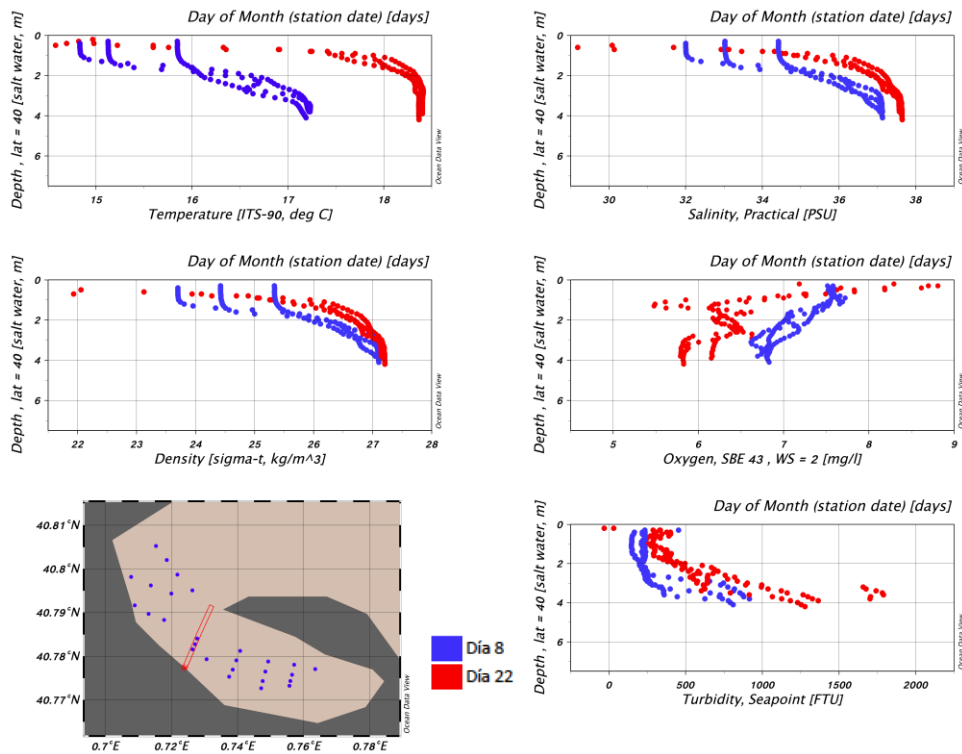 Day of Month (station date) [days]
Depth , lat = 40 [salt water, m]
0
2
4
6
15
16
17
18
Temperature [ITS-90, deg C]
Ocean Data View
Day of Month (station date) [days]
Depth , lat = 40 [salt water, m]
0
2
4
6
30
32
34
36
38
Salinity, Practical [PSU]
Ocean Data View
Day of Month (station date) [days]
Depth , lat = 40 [salt water, m]
0
2
4
6
22
23
24
25
26
27
28
Density [sigma-t, kg/m^3]
Ocean Data View
Day of Month (station date) [days]
Depth , lat = 40 [salt water, m]
0
2
4
6
5
6
7
8
9
Oxygen, SBE 43 , WS = 2 [mg/l]
Ocean Data View
40.81°N
40.8°N
40.79°N
40.78°N
40.77°N
0.7°E
0.72°E
0.74°E
0.76°E
0.78°E
Ocean Data View
Día 8
Día 22
Day of Month (station date) [days]
Depth , lat = 40 [salt water, m]
0
2
4
6
0
500
1000
1500
2000
Turbidity, Seapoint [FTU]
Ocean Data View